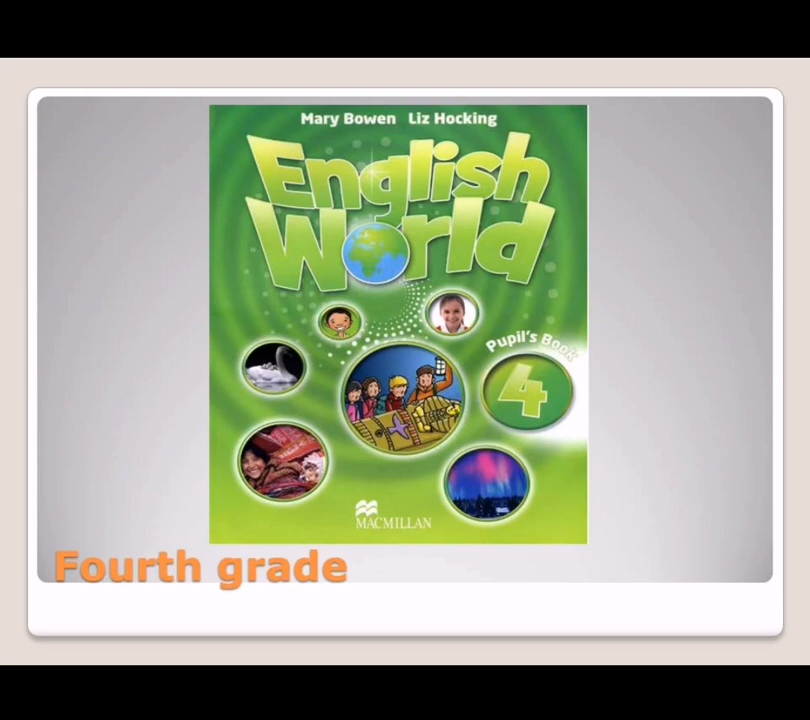 Mary Bowen Liz Hocking
English
World
Pupil's Book
4
MACMILLAN
Fourth grade